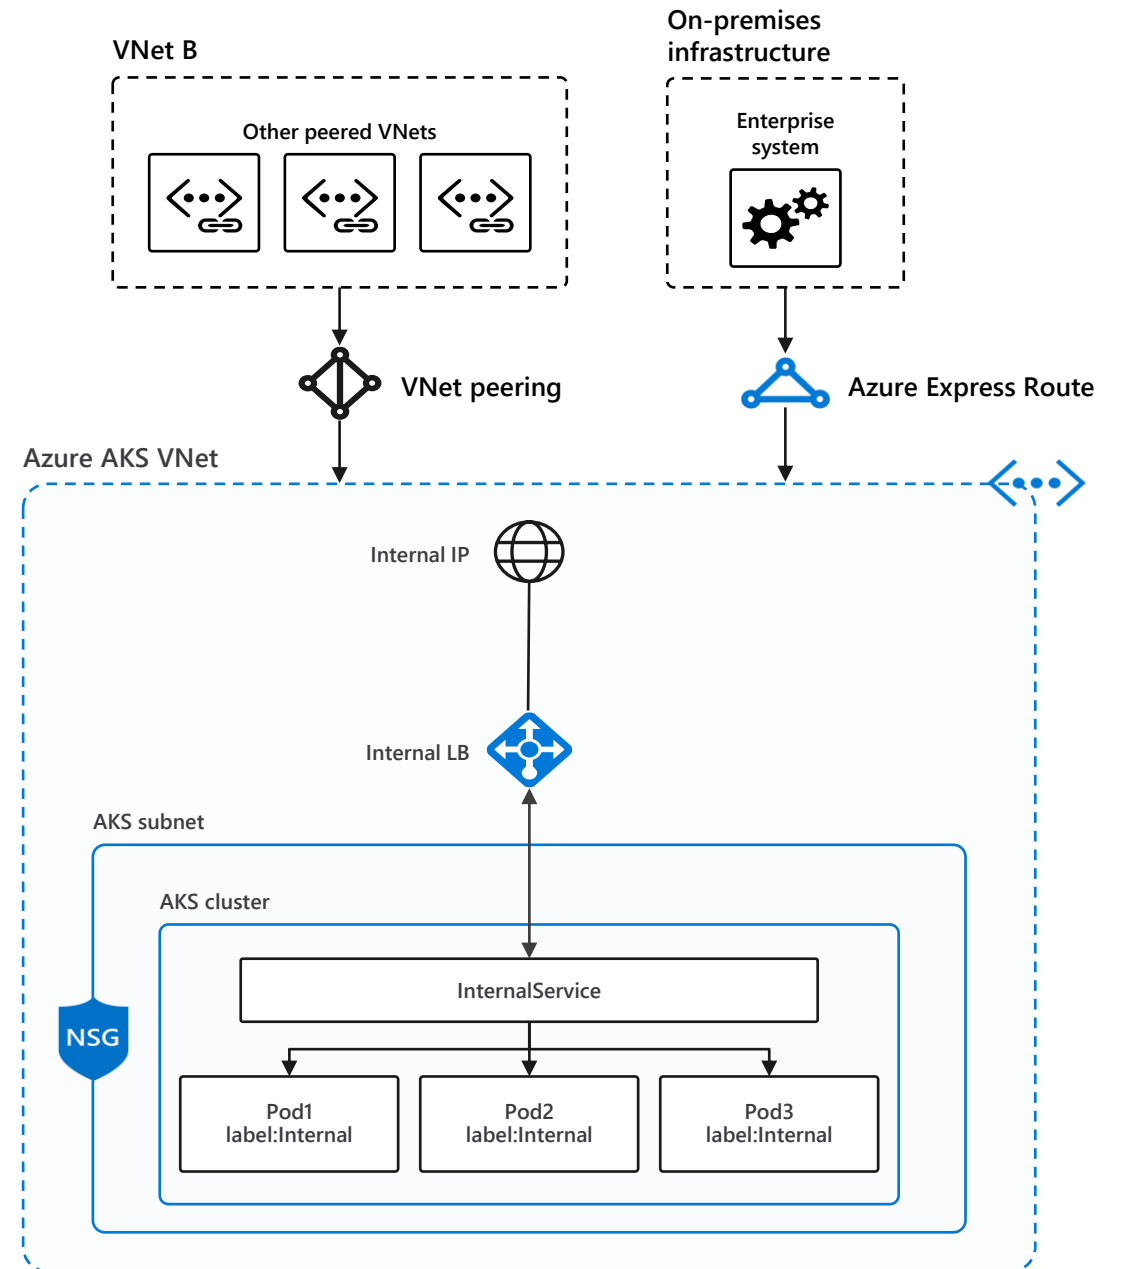 VNet B
On-premises
infrastructure
Other peered VNets
Enterprise
system
VNet peering
Azure Express Route
Azure AKS VNet
Internal IP
Internal LB
AKS subnet
AKS cluster
InternalService
NSG
Pod1
label:Internal
Pod2
label:Internal
Pod3
label:Internal